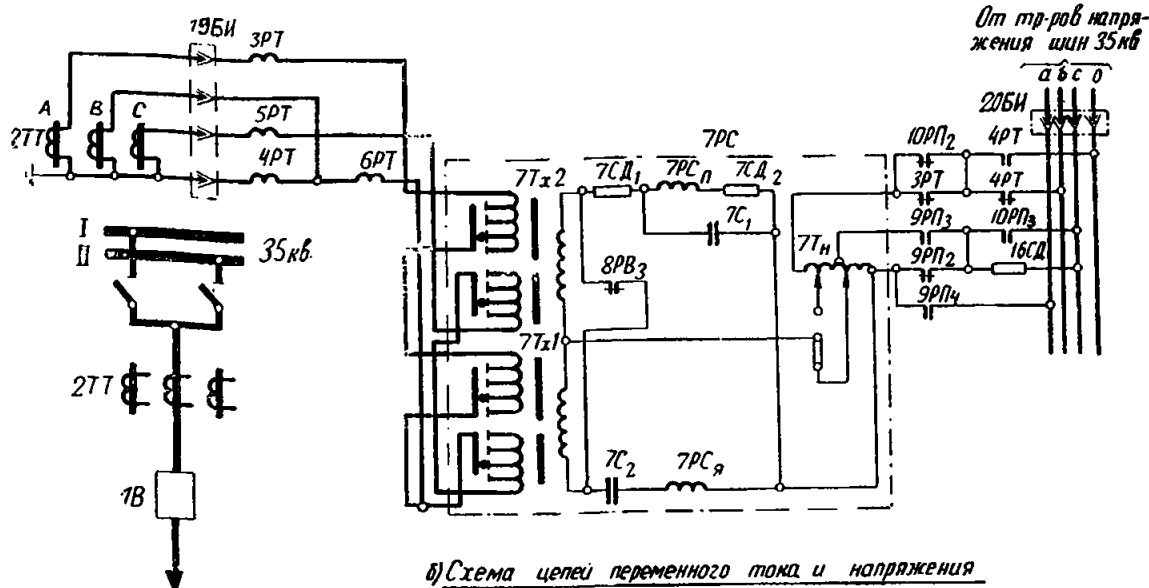 От тр-ров напря-
жения шин 35кв
a b c o
20БИ
19БИ
3РТ
А В С
2ТТ
5РТ
4РТ
6РТ
7РС
7Тх2
7СД1
7РСп
7СД2
7С1
8РВ3
7Тн
10РП2
4РТ
3РТ
4РТ
9РП3
10РП3
9РП2
16СД
9РП4
I
II
35кв.
7Тх1
2ТТ
1В
7С2
7РСя
б) Схема цепей переменного тока и напряжения